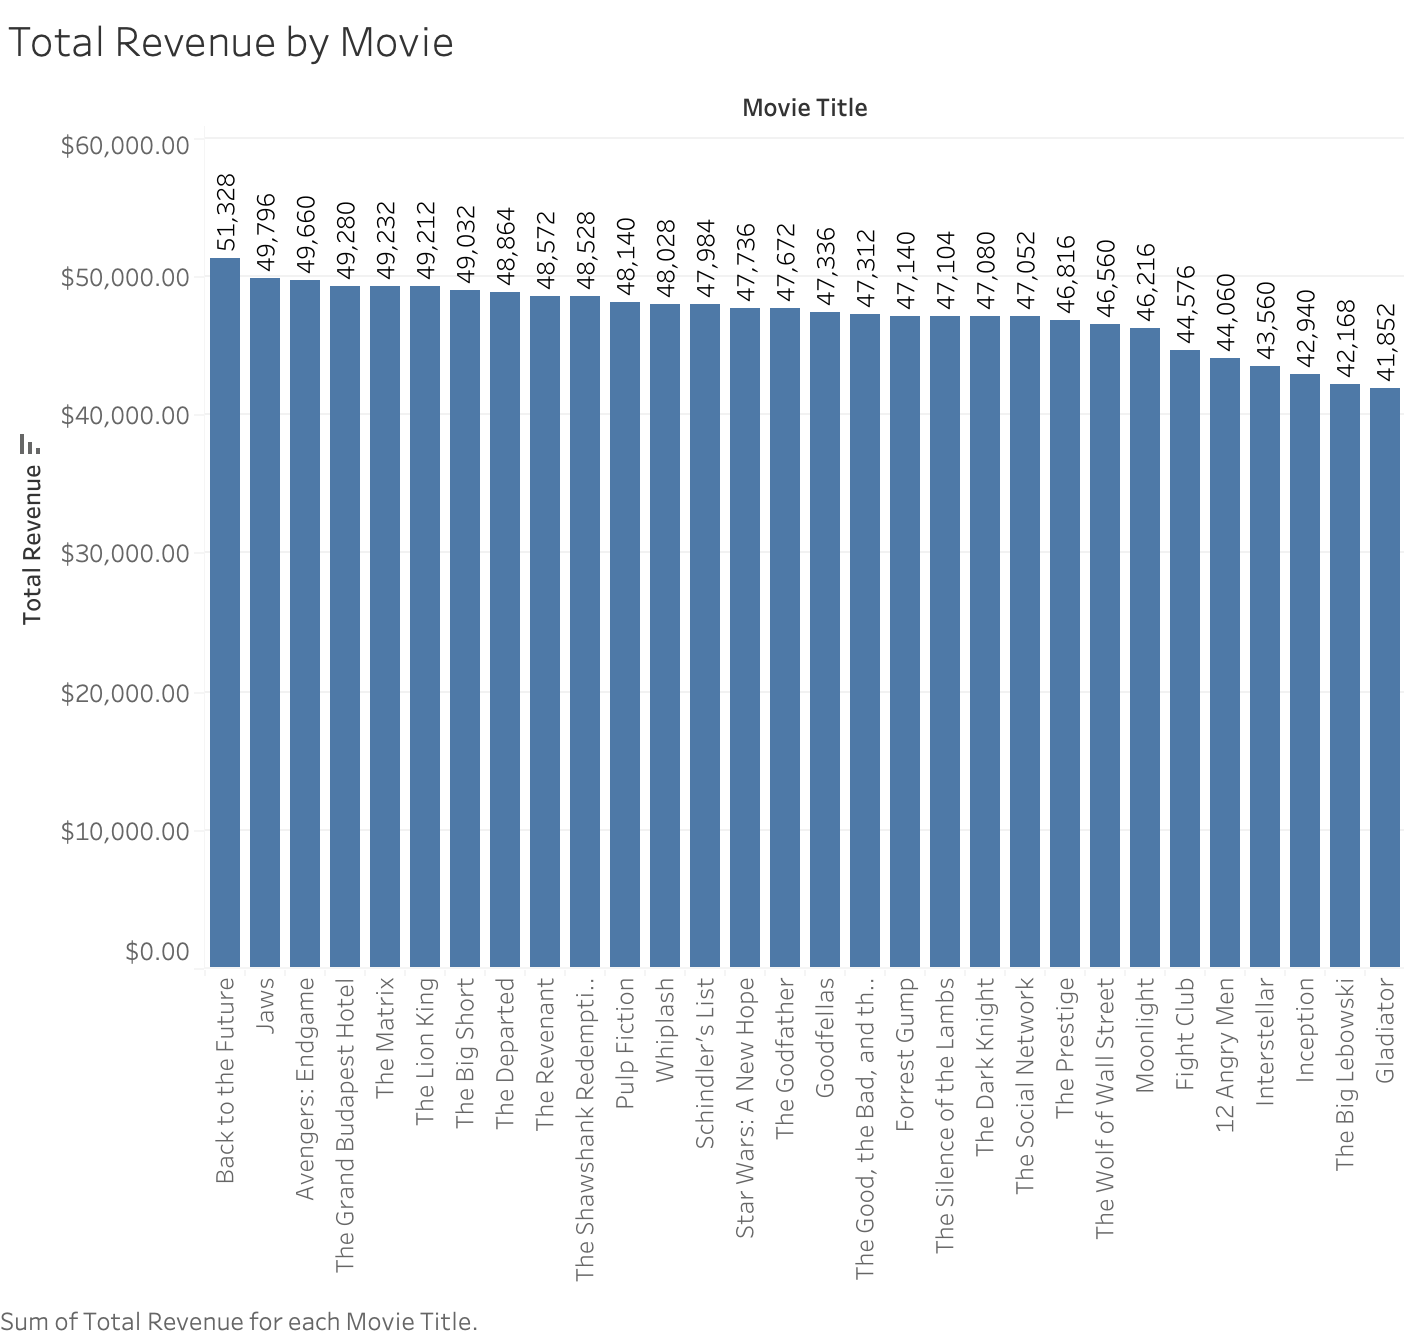 Total Revenue by Movie
Movie Title
$60,000.00
$50,000.00
$40,000.00
$30,000.00
$20,000.00
$10,000.00
$0.00
Total Revenue
51,328
49,796
49,660
49,280
49,232
49,212
49,032
48,864
48,572
48,528
48,140
48,028
47,984
47,736
47,672
47,336
47,312
47,140
47,104
47,080
47,052
46,816
46,560
46,216
44,576
44,060
43,560
42,940
42,168
41,852
Back to the Future
Jaws
Avengers: Endgame
The Grand Budapest Hotel
The Matrix
The Lion King
The Big Short
The Departed
The Revenant
The Shawshank Redempti..
Pulp Fiction
Whiplash
Schindler’s List
Star Wars: A New Hope
The Godfather
Goodfellas
The Good, the Bad, and th..
Forrest Gump
The Silence of the Lambs
The Dark Knight
The Social Network
The Prestige
The Wolf of Wall Street
Moonlight
Fight Club
12 Angry Men
Interstellar
Inception
The Big Lebowski
Gladiator
Sum of Total Revenue for each Movie Title.